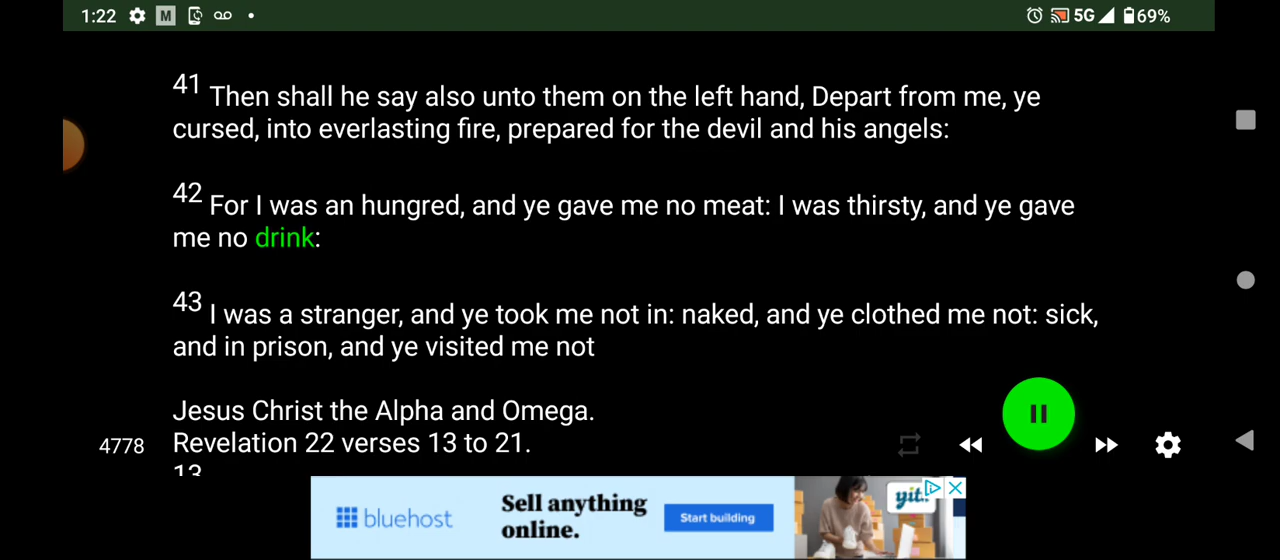 1:22 M 5G 69%
41 Then shall he say also unto them on the left hand, Depart from me, ye
cursed, into everlasting fire, prepared for the devil and his angels:
42 For I was an hungred, and ye gave me no meat: I was thirsty, and ye gave
me no drink:
43 I was a stranger, and ye took me not in: naked, and ye clothed me not: sick,
and in prison, and ye visited me not
Jesus Christ the Alpha and Omega.
4778 Revelation 22 verses 13 to 21.
13
bluehost
Sell anything
online.
Start building
yit.